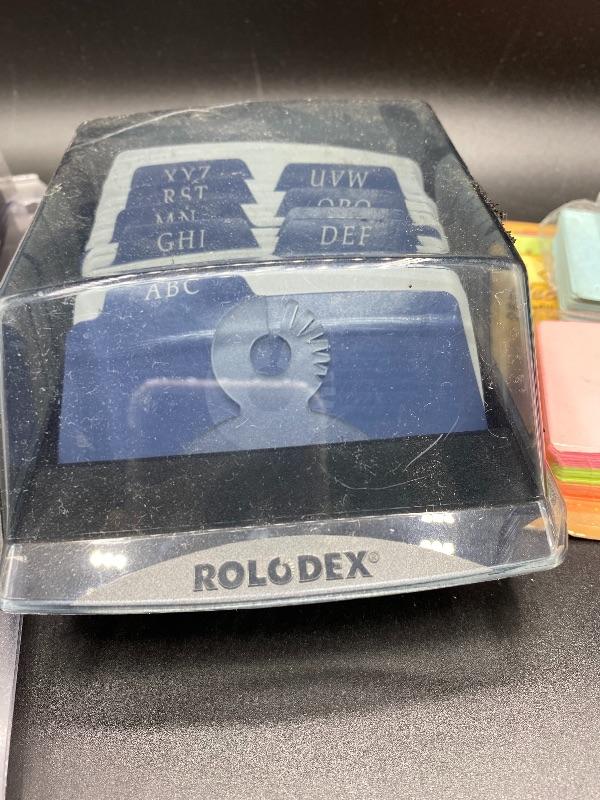 XYZ
UVW
RST
OPQ
MN
GHI
DEF
ABC
ROLODEX®